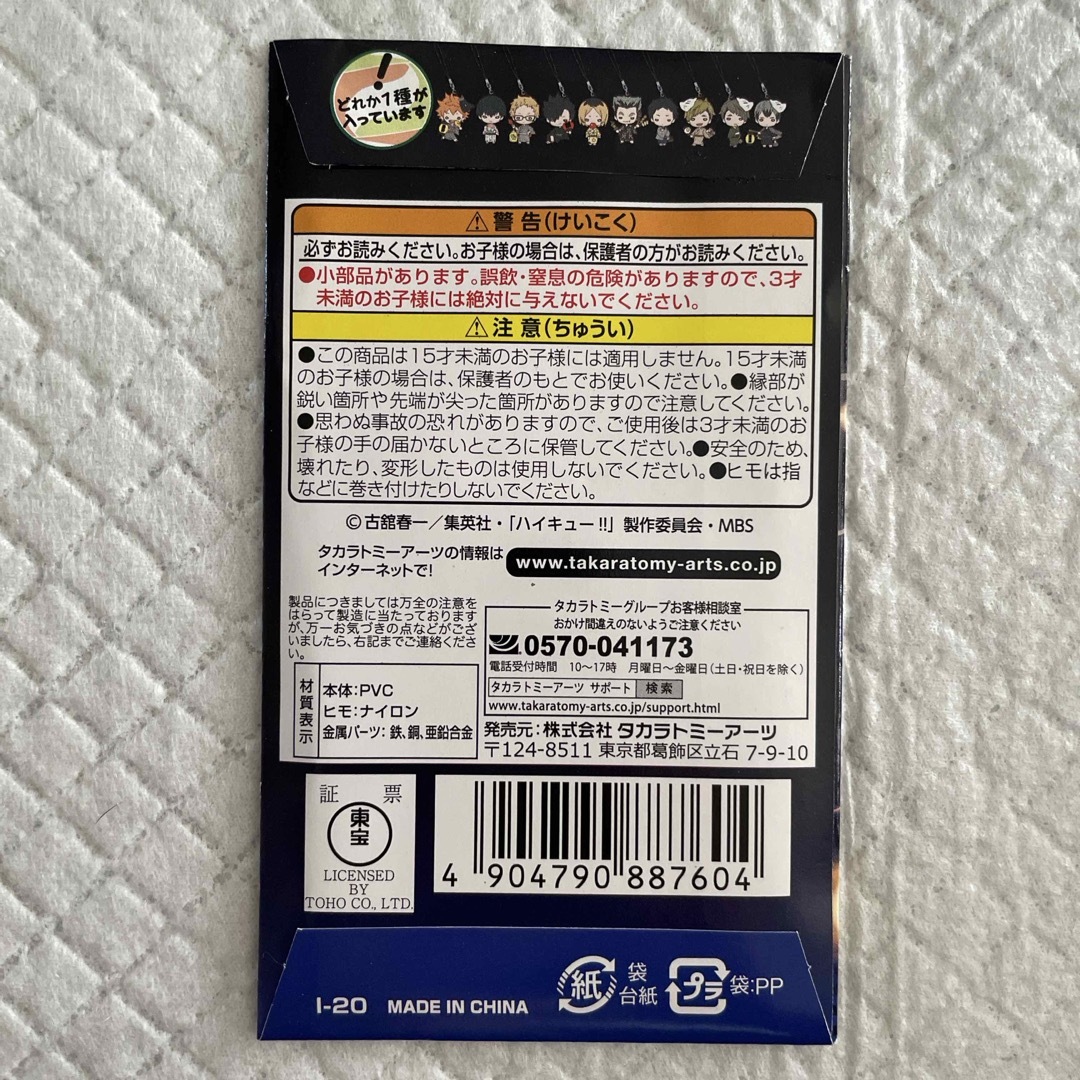 !
どれか1種が
入っています
⚠警 告(けいこく)
必ずお読みください。お子様の場合は、保護者の方がお読みください。
●小部品があります。誤飲・窒息の危険がありますので、3才
未満のお子様には絶対に与えないでください。
⚠注 意(ちゅうい)
●この商品は15才未満のお子様には適用しません。15才未満
のお子様の場合は、保護者のもとでお使いください。●縁部が
鋭い箇所や先端が尖った箇所がありますので注意してください。
●思わぬ事故の恐れがありますので、ご使用後は3才未満のお
子様の手の届かないところに保管してください。●安全のため、
壊れたり、変形したものは使用しないでください。●ヒモは指
などに巻き付けたりしないでください。
©古舘春一/集英社・「ハイキュー!!」製作委員会・MBS
タカラトミーアーツの情報は
インターネットで!
www.takaratomy-arts.co.jp
製品につきましては万全の注意を
はらって製造に当たっております
が、万一お気づきの点などがござ
いましたら、右記までご連絡くださ
い。
タカラトミーグループお客様相談室
おかけ間違えのないようご注意ください
0570-041173
電話受付時間 10~17時 月曜日~金曜日(土日・祝日を除く)
タカラトミーアーツ サポート 検索
www.takaratomy-arts.co.jp/support.html
材質表示
本体:PVC
ヒモ:ナイロン
金属パーツ:鉄、銅、亜鉛合金
発売元:株式会社 タカラトミーアーツ
〒124-8511 東京都葛飾区立石 7-9-10
証 票
東宝
LICENSED
BY
TOHO CO., LTD.
4 904790 887604
I-20 MADE IN CHINA
紙
袋
台紙
プラ
袋:PP